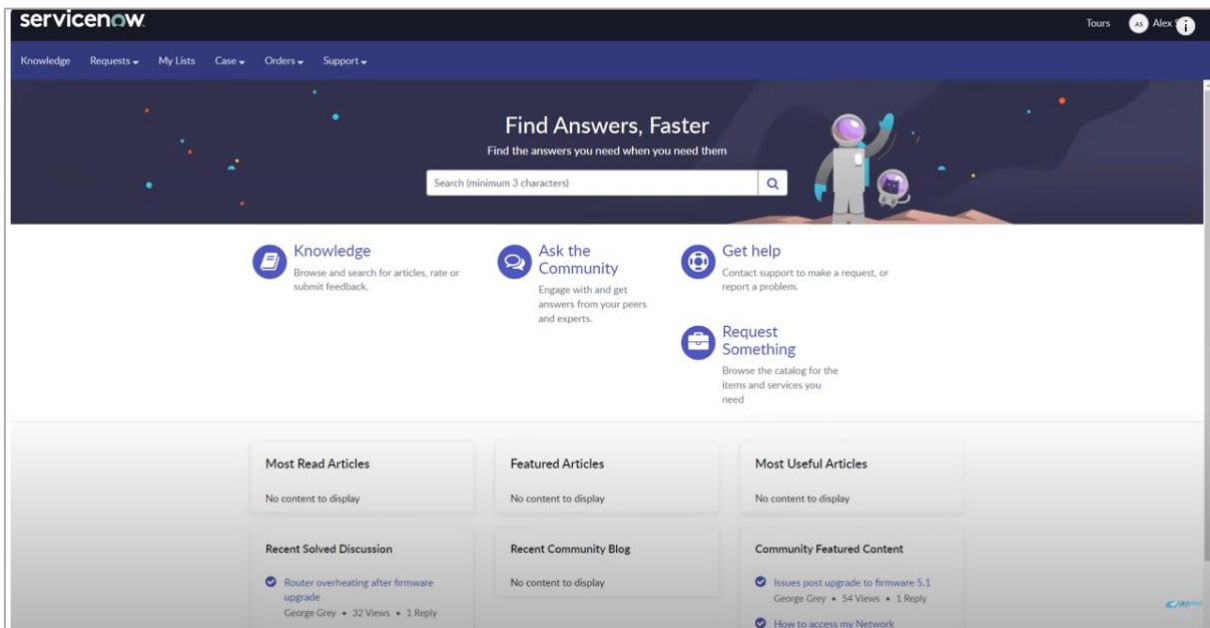 servicenow.
Tours
AS
Alex
i
Knowledge
Requests
My Lists
Case
Orders
Support
Find Answers, Faster
Find the answers you need when you need them
Search (minimum 3 characters)
Knowledge
Browse and search for articles, rate or
submit feedback.
Ask the
Community
Engage with and get
answers from your peers
and experts.
Get help
Contact support to make a request, or
report a problem.
Request
Something
Browse the catalog for the
items and services you
need
Most Read Articles
No content to display
Featured Articles
No content to display
Most Useful Articles
No content to display
Recent Solved Discussion
Router overheating after firmware
upgrade
George Grey • 32 Views • 1 Reply
Recent Community Blog
No content to display
Community Featured Content
Issues post upgrade to firmware 5.1
George Grey • 54 Views • 1 Reply
How to access my Network